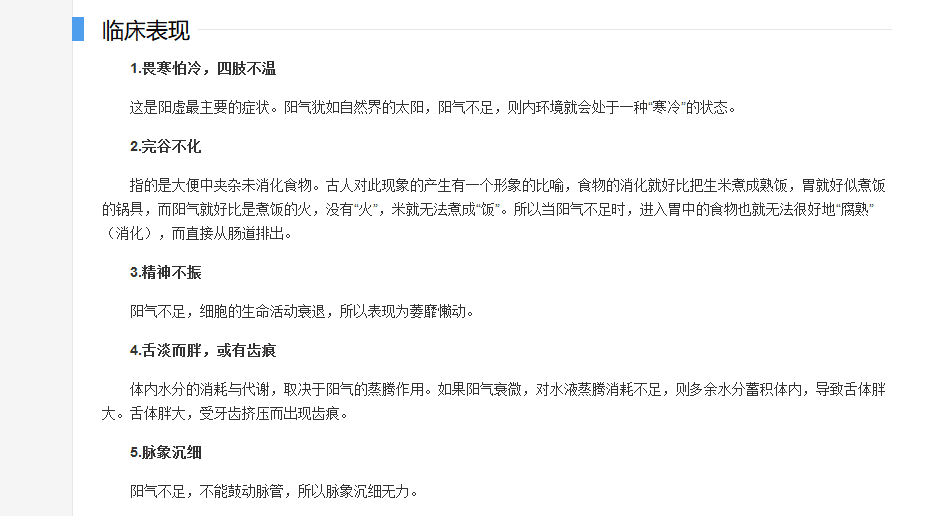 临床表现
1.畏寒怕冷，四肢不温
这是阳虚最主要的症状。阳气犹如自然界的太阳，阳气不足，则内环境就会处于一种“寒冷”的状态。
2.完谷不化
指的是大便中夹杂未消化食物。古人对此现象的产生有一个形象的比喻，食物的消化就好比把生米煮成熟饭，胃就好似煮饭
的锅具，而阳气就好比是煮饭的火，没有“火”，米就无法煮成“饭”。所以当阳气不足时，进入胃中的食物也就无法很好地“腐熟”
（消化），而直接从肠道排出。
3.精神不振
阳气不足，细胞的生命活动衰退，所以表现为萎靡懒动。
4.舌淡而胖，或有齿痕
体内水分的消耗与代谢，取决于阳气的蒸腾作用。如果阳气衰微，对水液蒸腾消耗不足，则多余水分蓄积体内，导致舌体胖
大。舌体胖大，受牙齿挤压而出现齿痕。
5.脉象沉细
阳气不足，不能鼓动脉管，所以脉象沉细无力。